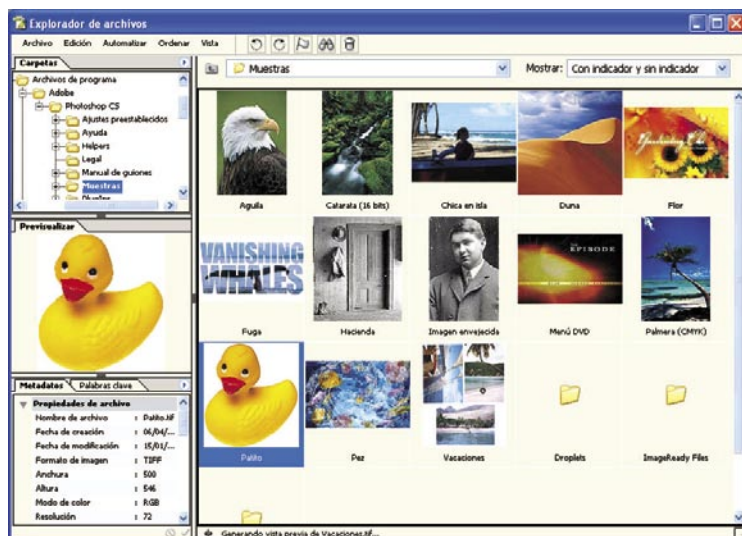 Explorador de archivos
Archivo Edición Automatizar Ordenar Vista
Carpetas
Archivos de programa
Adobe
Photoshop CS
Ajustes preestablecidos
Ayuda
Helpers
Legal
Manual de guiones
Muestras
Plugins
Previsualizar
Metadatos Palabras clave
Propiedades de archivo
Nombre de archivo : Patito.tif
Fecha de creación : 06/04/...
Fecha de modificación : 15/01/...
Formato de imagen : TIFF
Anchura : 500
Altura : 546
Modo de color : RGB
Resolución : 72
Muestras Mostrar: Con indicador y sin indicador
Aguila Catarata (16 bits) Chica en isla Duna Flor
VANISHING
WHALES
EPISODE
Fuga Hacienda Imagen envejecida Menú DVD Palmera (CMYK)
Patito Pez Vacaciones Droplets ImageReady Files
Generando vista previa de Vacaciones.tif...